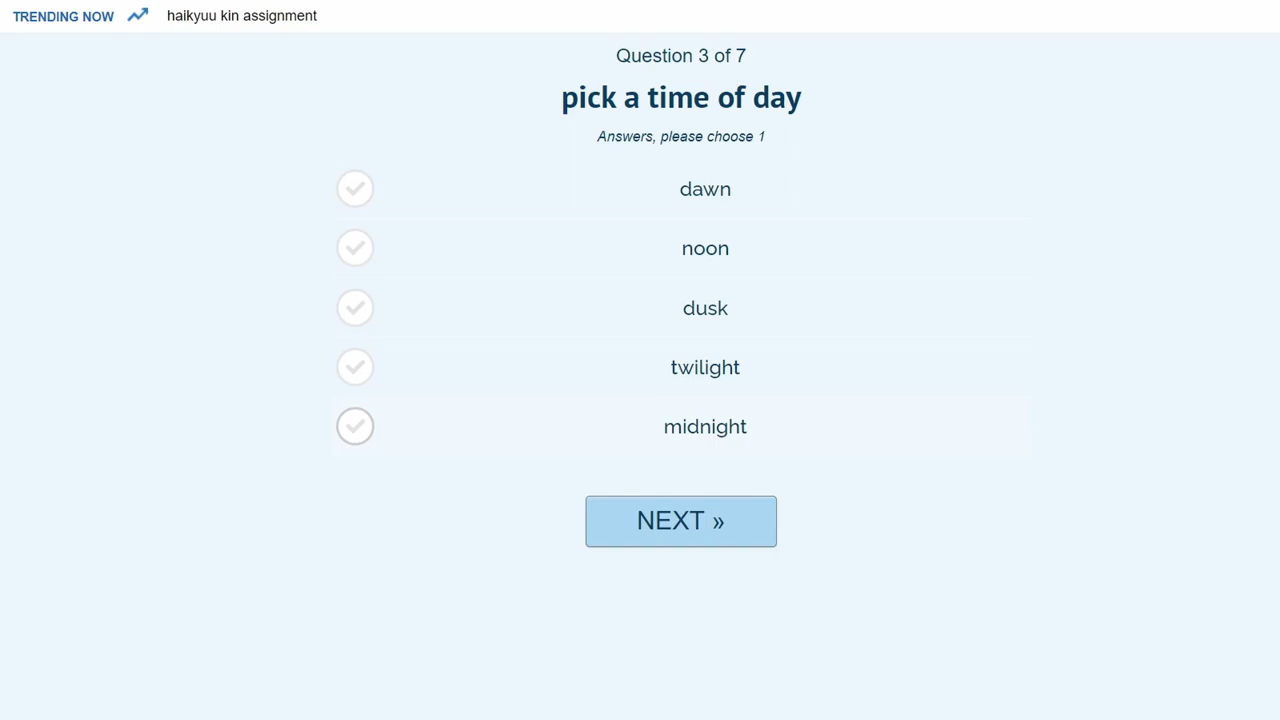 TRENDING NOW haikyuu kin assignment
Question 3 of 7
pick a time of day
Answers, please choose 1
dawn
noon
dusk
twilight
midnight
NEXT »